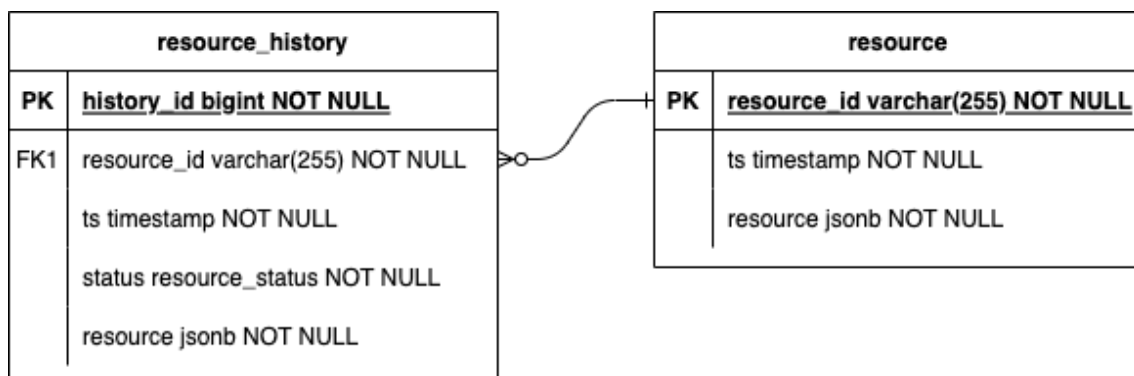 resource_history
PK history_id bigint NOT NULL
FK1 resource_id varchar(255) NOT NULL
ts timestamp NOT NULL
status resource_status NOT NULL
resource jsonb NOT NULL
resource
PK resource_id varchar(255) NOT NULL
ts timestamp NOT NULL
resource jsonb NOT NULL